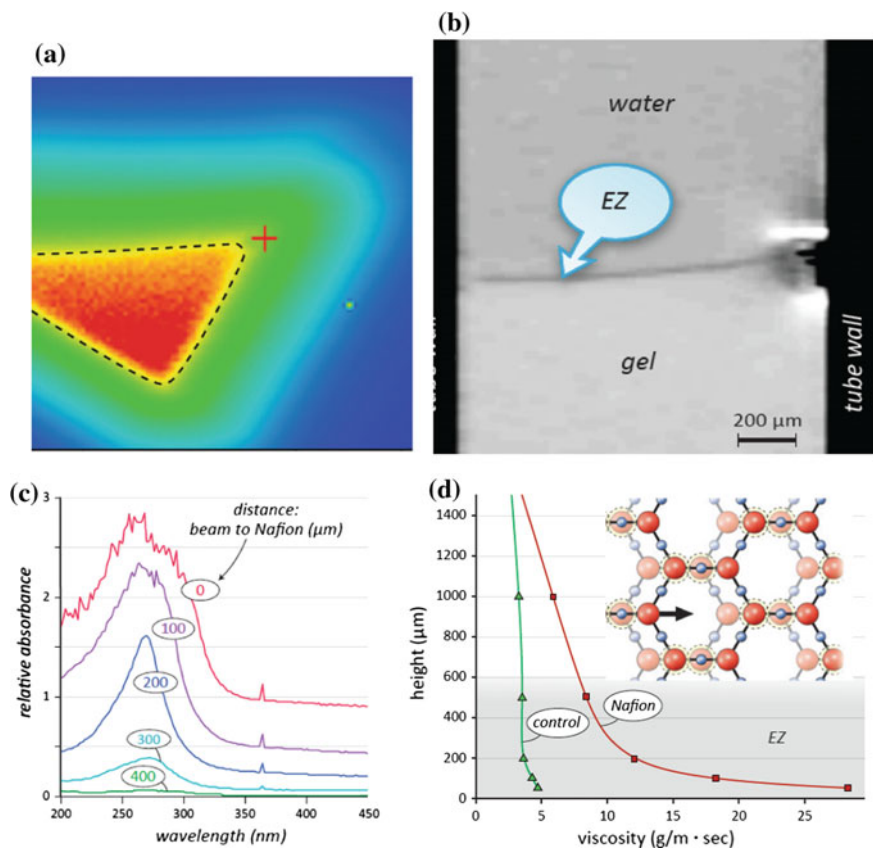 (a)
(b)
water
EZ
gel
tube wall
200 µm
(c)
3
2
1
0
relative absorbance
distance:
beam to Nafion (µm)
0
100
200
300
400
200 250 300 350 400 450
wavelength (nm)
(d)
1400
1200
1000
800
600
400
200
0
height (µm)
control
Nafion
EZ
0 5 10 15 20 25
viscosity (g/m · sec)